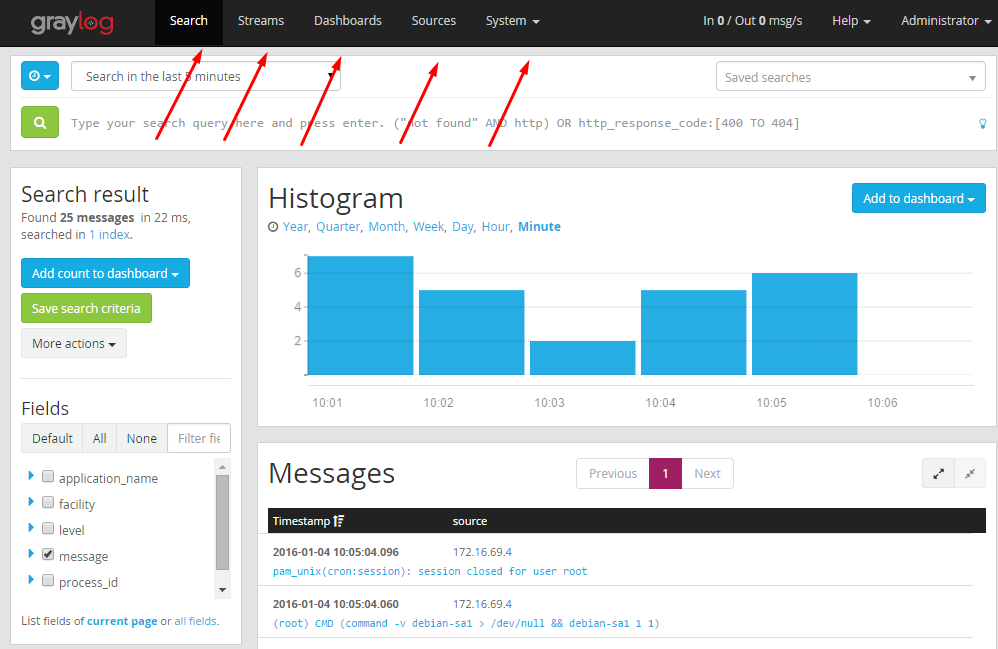 graylog Search Streams Dashboards Sources System In 0 / Out 0 msg/s Help Administrator
Search in the last 5 minutes Saved searches
Type your search query here and press enter. ("not found" AND http) OR http_response_code:[400 TO 404]
Search result
Found 25 messages in 22 ms,
searched in 1 index.
Add count to dashboard
Save search criteria
More actions
Fields
Default All None Filter fie
application_name
facility
level
message
process_id
List fields of current page or all fields.
Histogram
Add to dashboard
Year, Quarter, Month, Week, Day, Hour, Minute
6
4
2
10:01 10:02 10:03 10:04 10:05 10:06
Messages
Previous 1 Next
Timestamp source
2016-01-04 10:05:04.096 172.16.69.4
pam_unix(cron:session): session closed for user root
2016-01-04 10:05:04.060 172.16.69.4
(root) CMD (command -v debian-sa1 > /dev/null && debian-sa1 1 1)